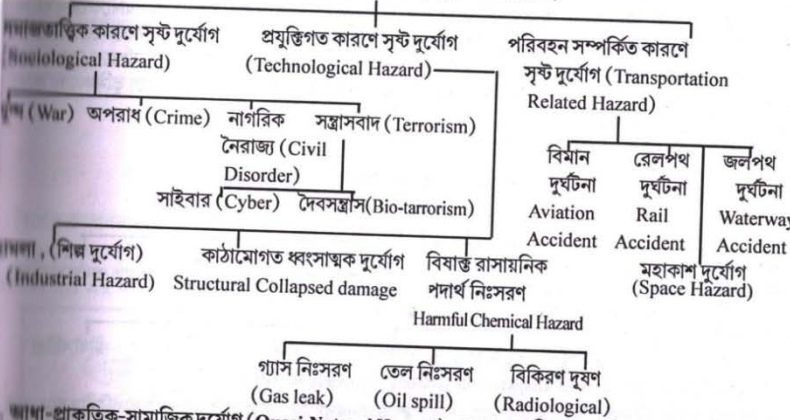 কারণে সৃষ্ট দুর্যোগ প্রযুক্তিগত কারণে সৃষ্ট দুর্যোগ পরিবহন সম্পর্কিত কারণে
(Sociological Hazard) (Technological Hazard) সৃষ্ট দুর্যোগ (Transportation
Related Hazard)
(War) অপরাধ (Crime) নাগরিক সন্ত্রাসবাদ (Terrorism)
নৈরাজ্য (Civil
Disorder)
সাইবার (Cyber) দৈবসন্ত্রাস(Bio-tarrorism)
বিমান রেলপথ জলপথ
দুর্ঘটনা দুর্ঘটনা দুর্ঘটনা
Aviation Rail Waterway
Accident Accident Accident
মহাকাশ দুর্যোগ
(Space Hazard)
(শিল্প দুর্যোগ) কাঠামোগত ধ্বংসাত্মক দুর্যোগ বিষাক্ত রাসায়নিক
(Industrial Hazard) Structural Collapsed damage পদার্থ নিঃসরণ
Harmful Chemical Hazard
গ্যাস নিঃসরণ তেল নিঃসরণ বিকিরণ দূষণ
(Gas leak) (Oil spill) (Radiological)